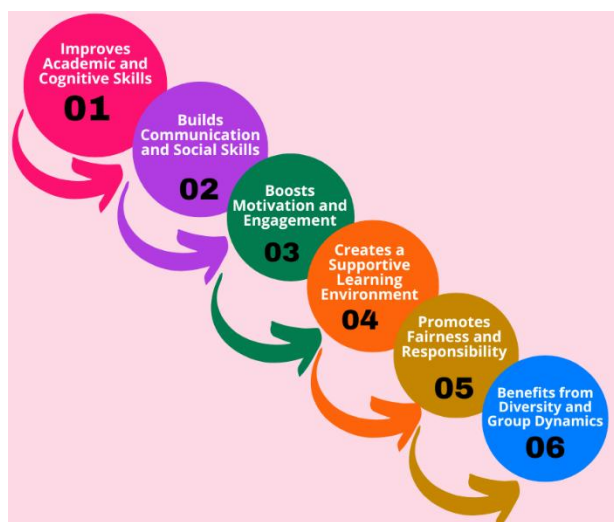 Improves
Academic and
Cognitive Skills
01
Builds
Communication
and Social Skills
02
Boosts
Motivation and
Engagement
03
Creates a
Supportive
Learning
Environment
04
Promotes
Fairness and
Responsibility
05
Benefits from
Diversity and
Group Dynamics
06